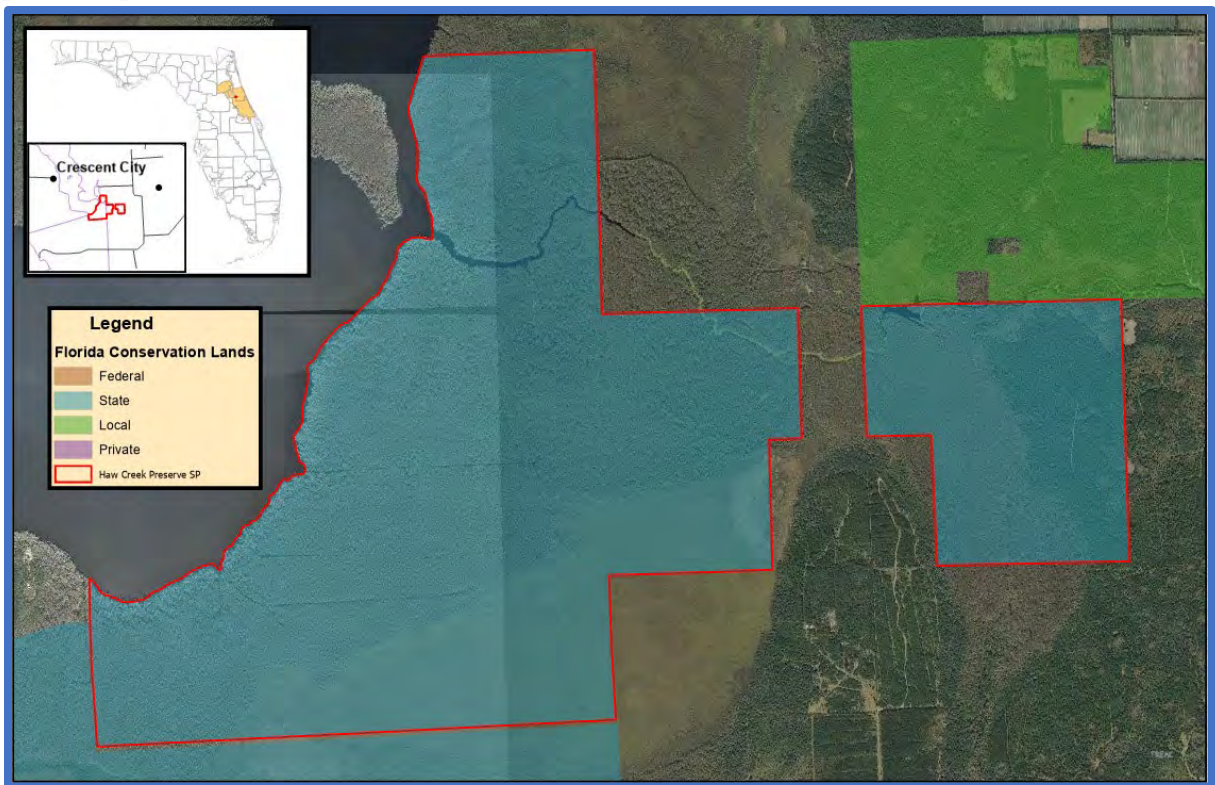 Crescent City
Legend
Florida Conservation Lands
Federal
State
Local
Private
Haw Creek Preserve SP